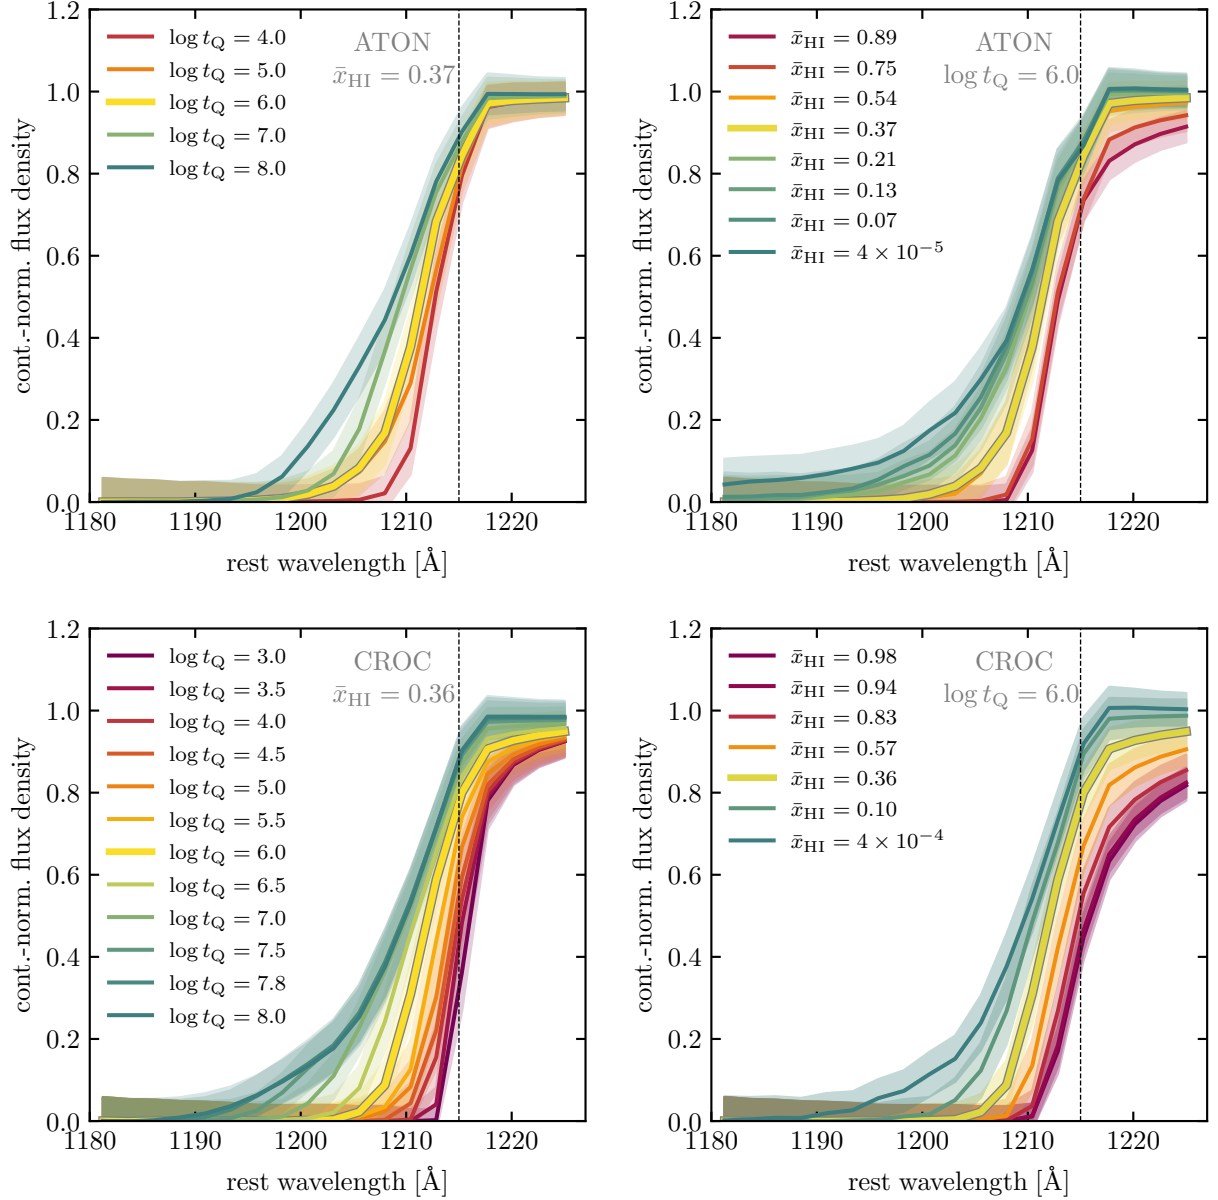 1.2
1.0
0.8
0.6
0.4
0.2
0.0
cont.-norm. flux density
log t_Q = 4.0
log t_Q = 5.0
log t_Q = 6.0
log t_Q = 7.0
log t_Q = 8.0
ATON
x̄_HI = 0.37
1180 1190 1200 1210 1220
rest wavelength [Å]
1.2
1.0
0.8
0.6
0.4
0.2
0.0
cont.-norm. flux density
x̄_HI = 0.89
x̄_HI = 0.75
x̄_HI = 0.54
x̄_HI = 0.37
x̄_HI = 0.21
x̄_HI = 0.13
x̄_HI = 0.07
x̄_HI = 4 × 10⁻⁵
ATON
log t_Q = 6.0
1180 1190 1200 1210 1220
rest wavelength [Å]
1.2
1.0
0.8
0.6
0.4
0.2
0.0
cont.-norm. flux density
log t_Q = 3.0
log t_Q = 3.5
log t_Q = 4.0
log t_Q = 4.5
log t_Q = 5.0
log t_Q = 5.5
log t_Q = 6.0
log t_Q = 6.5
log t_Q = 7.0
log t_Q = 7.5
log t_Q = 7.8
log t_Q = 8.0
CROC
x̄_HI = 0.36
1180 1190 1200 1210 1220
rest wavelength [Å]
1.2
1.0
0.8
0.6
0.4
0.2
0.0
cont.-norm. flux density
x̄_HI = 0.98
x̄_HI = 0.94
x̄_HI = 0.83
x̄_HI = 0.57
x̄_HI = 0.36
x̄_HI = 0.10
x̄_HI = 4 × 10⁻⁴
CROC
log t_Q = 6.0
1180 1190 1200 1210 1220
rest wavelength [Å]